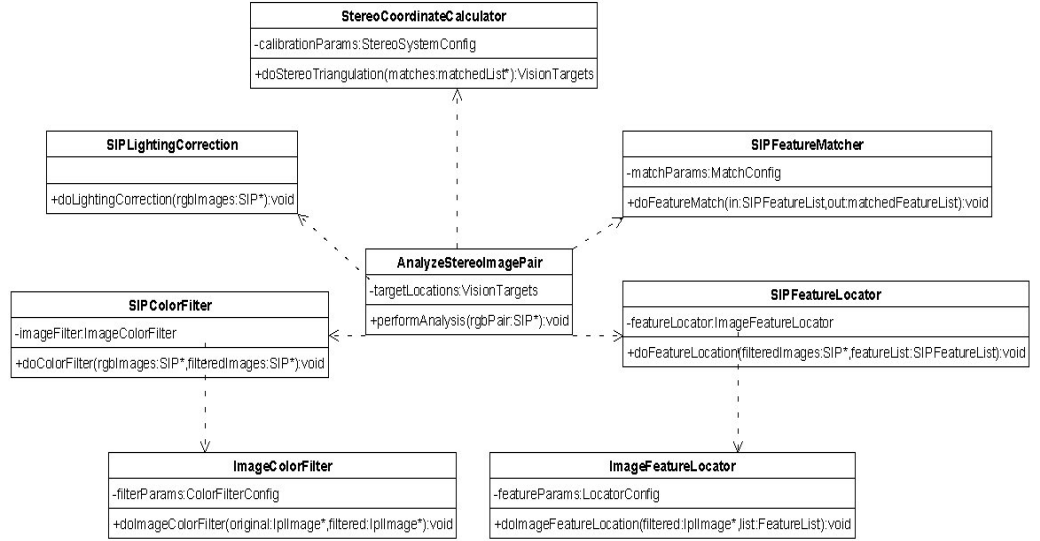 StereoCoordinateCalculator
-calibrationParams:StereoSystemConfig
+doStereoTriangulation(matches:matchedList*):VisionTargets
SIPLightingCorrection
+doLightingCorrection(rgbImages:SIP*):void
SIPFeatureMatcher
-matchParams:MatchConfig
+doFeatureMatch(in:SIPFeatureList,out:matchedFeatureList):void
AnalyzeStereoImagePair
-targetLocations:VisionTargets
+performAnalysis(rgbPair:SIP*):void
SIPColorFilter
-imageFilter:ImageColorFilter
+doColorFilter(rgbImages:SIP*,filteredImages:SIP*):void
SIPFeatureLocator
-featureLocator:ImageFeatureLocator
+doFeatureLocation(filteredImages:SIP*,featureList:SIPFeatureList):void
ImageColorFilter
-filterParams:ColorFilterConfig
+doImageColorFilter(original:IplImage*,filtered:IplImage*):void
ImageFeatureLocator
-featureParams:LocatorConfig
+doImageFeatureLocation(filtered:IplImage*,list:FeatureList):void